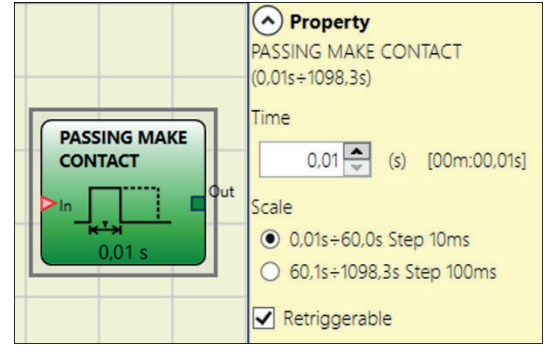 PASSING MAKE
CONTACT
In
Out
0,01 s
Property
PASSING MAKE CONTACT
(0,01s÷1098,3s)
Time
0,01 (s) [00m:00,01s]
Scale
0,01s÷60,0s Step 10ms
60,1s÷1098,3s Step 100ms
Retriggerable